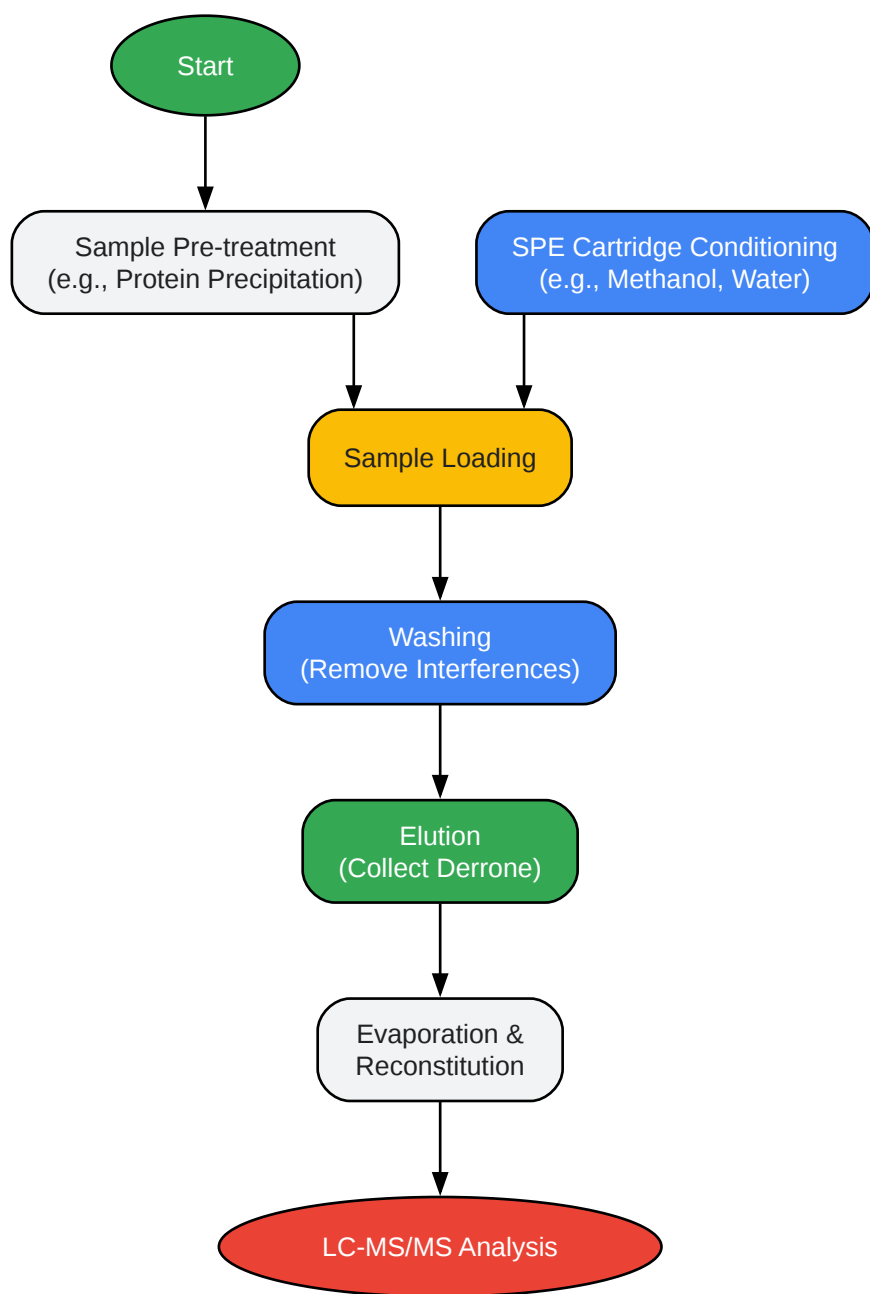 Start
Sample Pre-treatment
(e.g., Protein Precipitation)
SPE Cartridge Conditioning
(e.g., Methanol, Water)
Sample Loading
Washing
(Remove Interferences)
Elution
(Collect Derrone)
Evaporation &
Reconstitution
LC-MS/MS Analysis